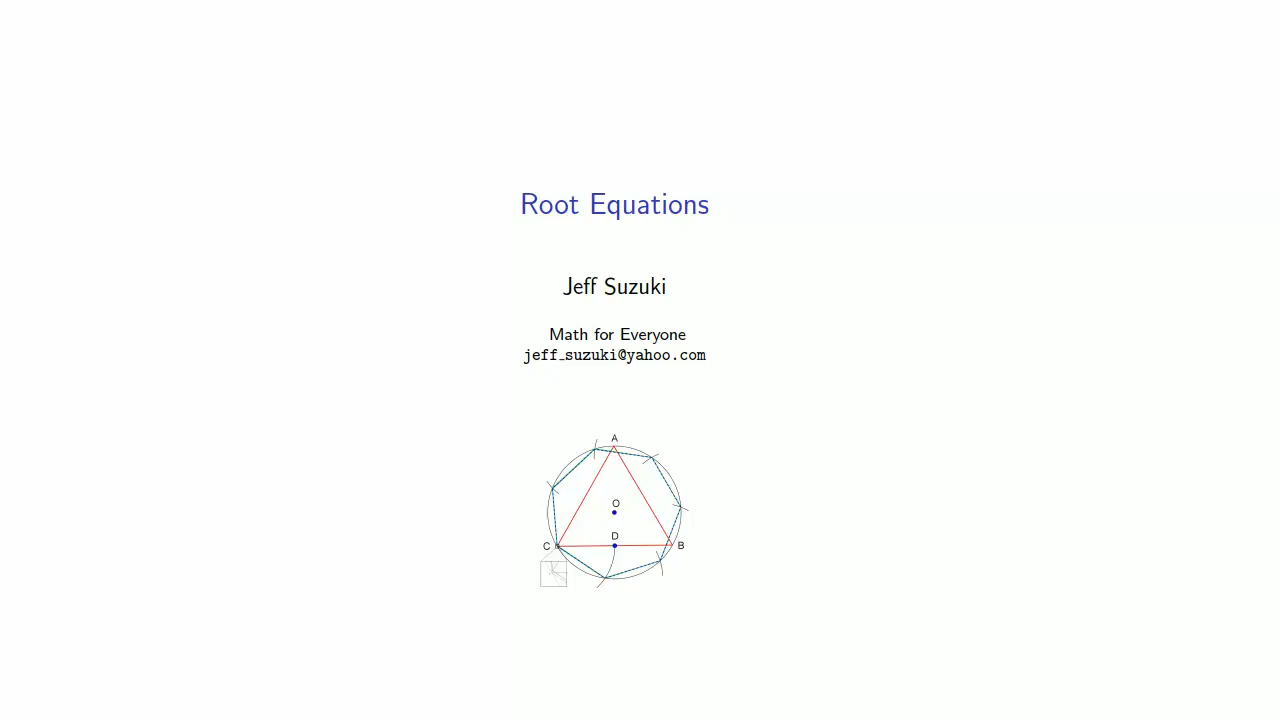 Root Equations
Jeff Suzuki
Math for Everyone
jeff_suzuki@yahoo.com
A
O
D
C
B